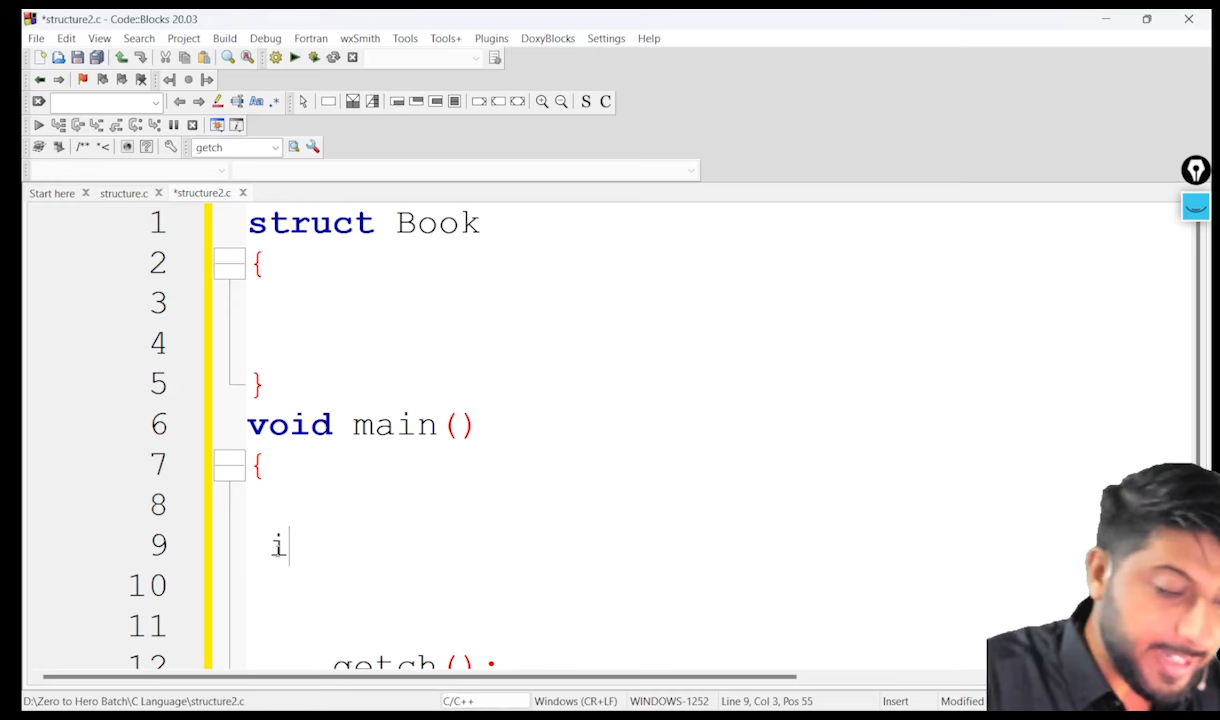 *structure2.c - Code::Blocks 20.03
File Edit View Search Project Build Debug Fortran wxSmith Tools Tools+ Plugins DoxyBlocks Settings Help
S C
/** *<
getch
Start here structure.c *structure2.c
1 struct Book
2 {
3
4
5 }
6 void main()
7 {
8
9 i
10
11
12 getch();
D:\Zero to Hero Batch\C Language\structure2.c C/C++ Windows (CR+LF) WINDOWS-1252 Line 9, Col 3, Pos 55 Insert Modified